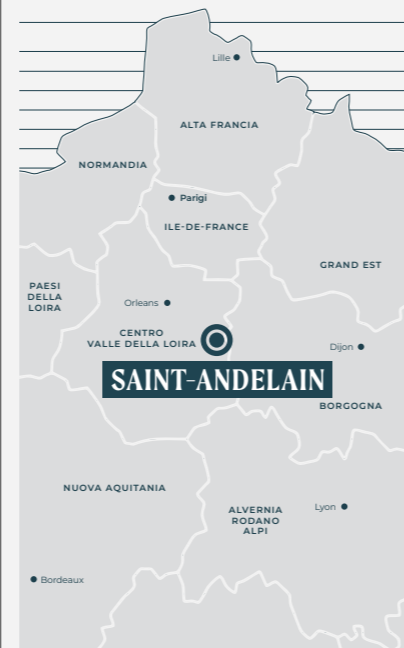 Lille
ALTA FRANCIA
NORMANDIA
Parigi
ILE-DE-FRANCE
GRAND EST
PAESI
DELLA
LOIRA
Orleans
CENTRO
VALLE DELLA LOIRA
Dijon
SAINT-ANDELAIN
BORGOGNA
NUOVA AQUITANIA
ALVERNIA
RODANO
ALPI
Lyon
Bordeaux